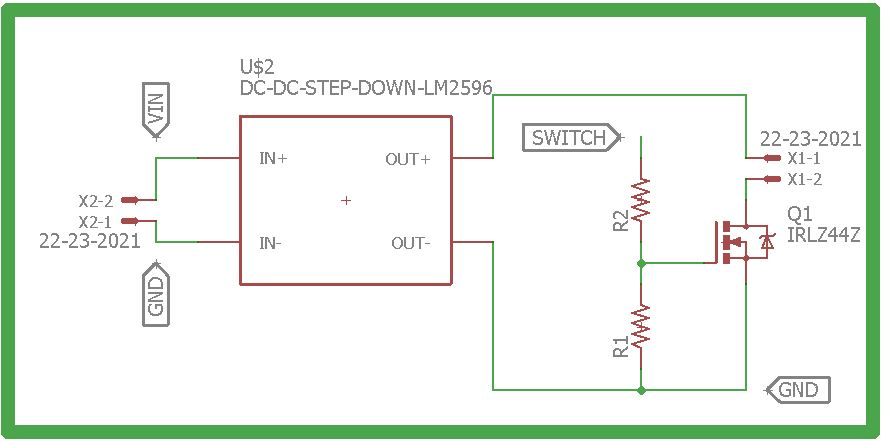 U$2
DC-DC-STEP-DOWN-LM2596
VIN
IN+
OUT+
SWITCH
22-23-2021
X1-1
X1-2
X2-2
X2-1
22-23-2021
R2
Q1
IRLZ44Z
IN-
OUT-
GND
R1
GND